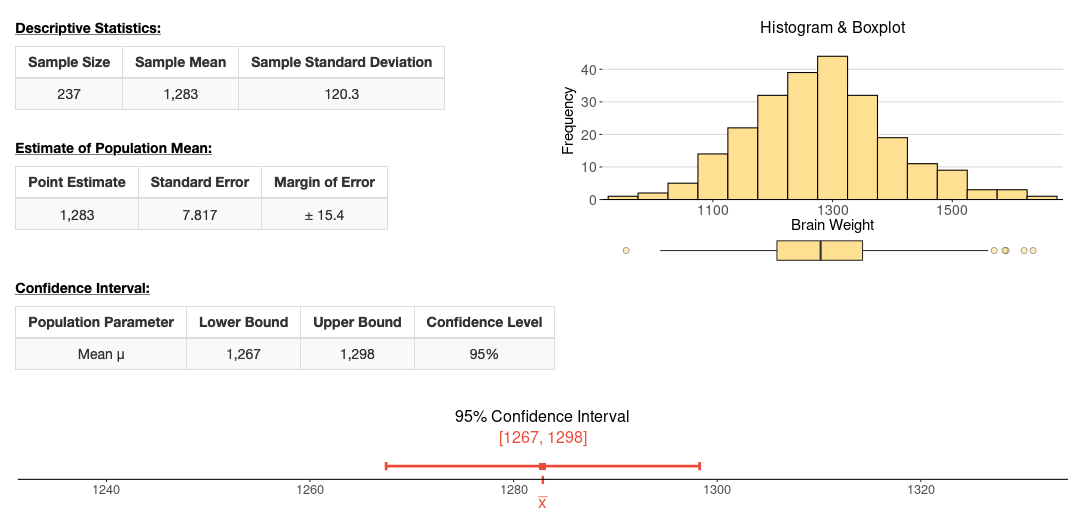 Descriptive Statistics:
Sample Size Sample Mean Sample Standard Deviation
237 1,283 120.3
Estimate of Population Mean:
Point Estimate Standard Error Margin of Error
1,283 7.817 ± 15.4
Confidence Interval:
Population Parameter Lower Bound Upper Bound Confidence Level
Mean μ 1,267 1,298 95%
Histogram & Boxplot
Frequency
40
30
20
10
0
1100 1300 1500
Brain Weight
95% Confidence Interval
[1267, 1298]
1240 1260 1280 1300 1320
x̅